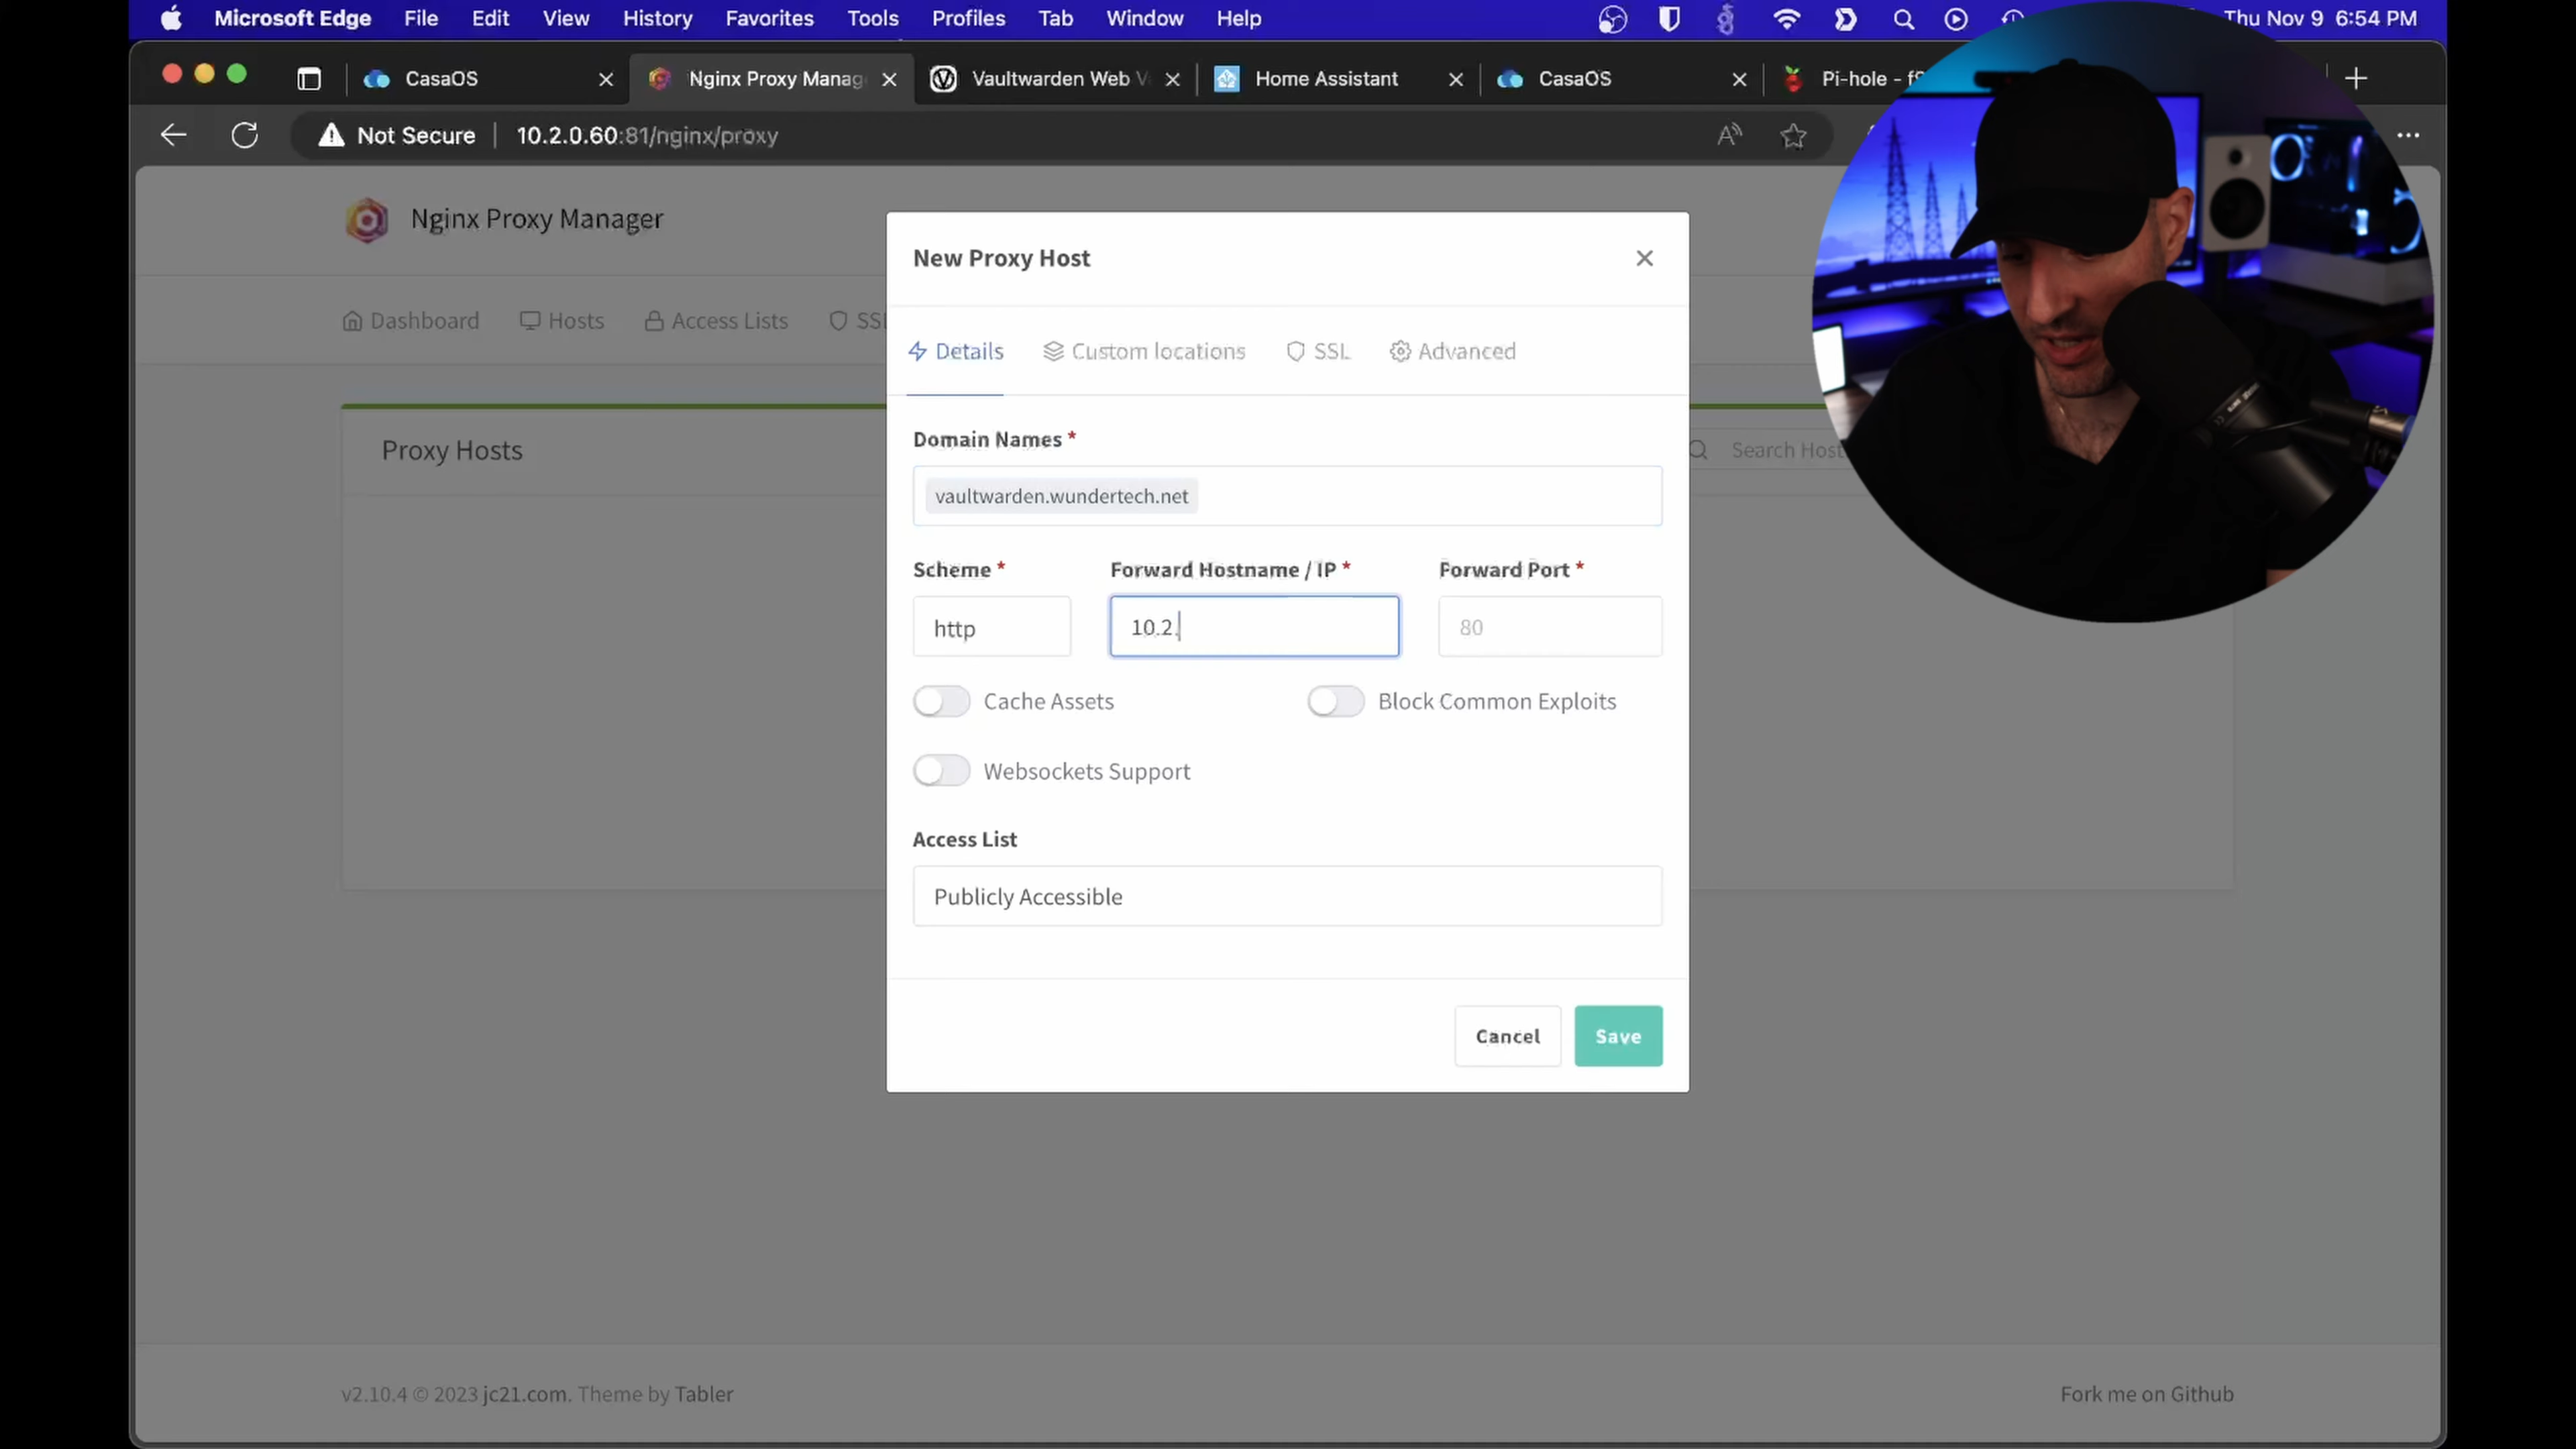 Microsoft Edge File Edit View History Favorites Tools Profiles Tab Window Help Thu Nov 9 6:54 PM
CasaOS Nginx Proxy Manag Vaultwarden Web V Home Assistant CasaOS Pi-hole -
Not Secure 10.2.0.60:81/nginx/proxy
Nginx Proxy Manager
Dashboard Hosts Access Lists SSL
Proxy Hosts
Search Host
New Proxy Host
Details Custom locations SSL Advanced
Domain Names *
vaultwarden.wundertech.net
Scheme * Forward Hostname / IP * Forward Port *
http 10.2. 80
Cache Assets Block Common Exploits
Websockets Support
Access List
Publicly Accessible
Cancel Save
v2.10.4 © 2023 jc21.com. Theme by Tabler
Fork me on Github